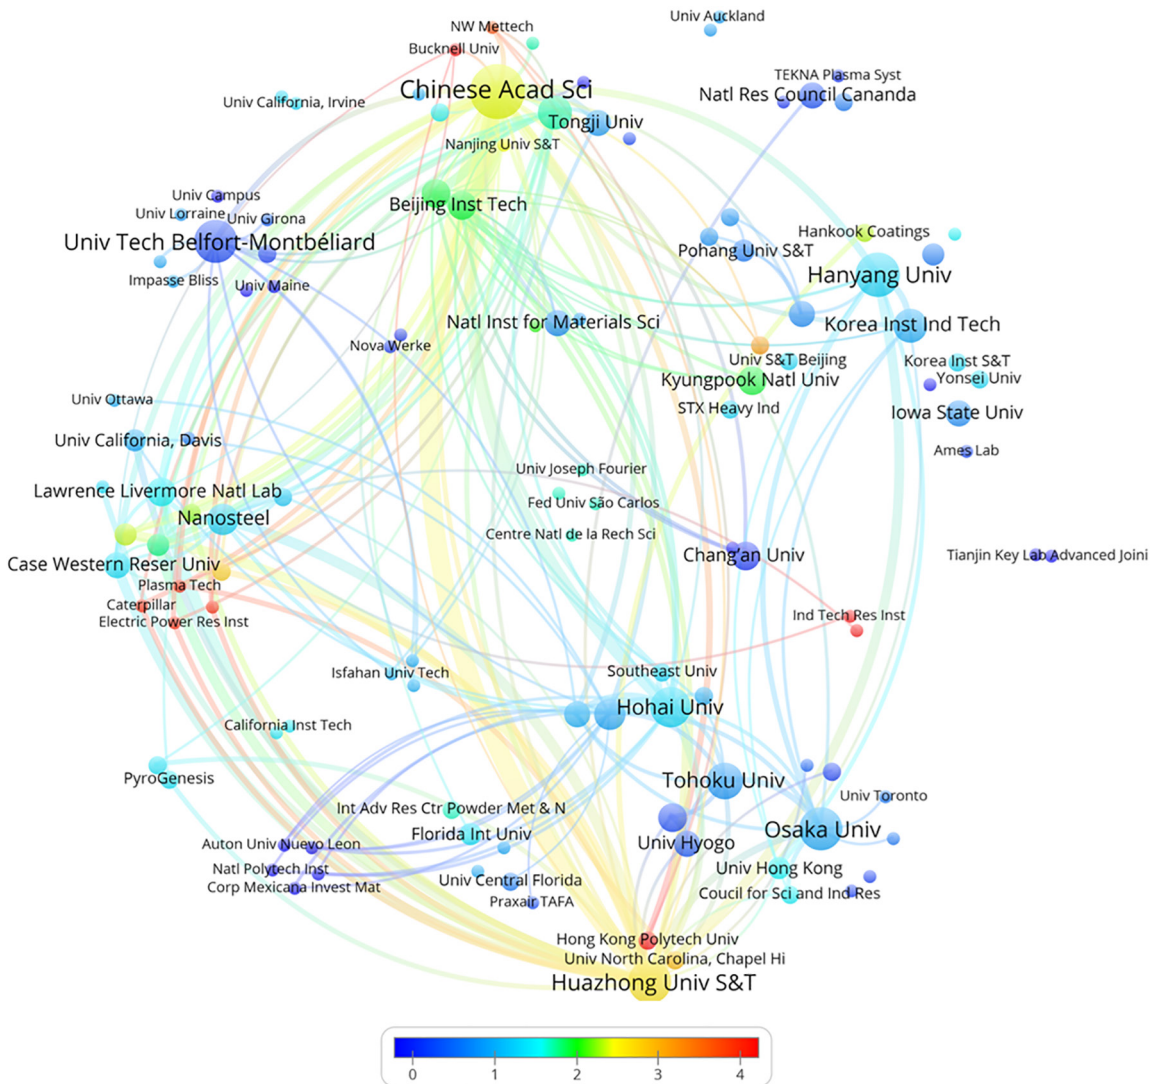 Univ Auckland
NW Mettech
Bucknell Univ
TEKNA Plasma Syst
Chinese Acad Sci
Natl Res Council Cananda
Univ California, Irvine
Tongji Univ
Nanjing Univ S&T
Univ Campus
Beijing Inst Tech
Univ Lorraine
Univ Girona
Hankook Coatings
Univ Tech Belfort-Montbéliard
Pohang Univ S&T
Hanyang Univ
Impasse Bliss
Univ Maine
Natl Inst for Materials Sci
Korea Inst Ind Tech
Nova Werke
Univ S&T Beijing
Korea Inst S&T
Kyungpook Natl Univ
Yonsei Univ
Univ Ottawa
STX Heavy Ind
Iowa State Univ
Univ California, Davis
Ames Lab
Univ Joseph Fourier
Lawrence Livermore Natl Lab
Fed Univ São Carlos
Nanosteel
Centre Natl de la Rech Sci
Chang'an Univ
Tianjin Key Lab Advanced Joini
Case Western Reser Univ
Plasma Tech
Caterpillar
Ind Tech Res Inst
Electric Power Res Inst
Southeast Univ
Isfahan Univ Tech
Hohai Univ
California Inst Tech
PyroGenesis
Tohoku Univ
Univ Toronto
Int Adv Res Ctr Powder Met & N
Florida Int Univ
Osaka Univ
Auton Univ Nuevo Leon
Univ Hyogo
Natl Polytech Inst
Univ Hong Kong
Corp Mexicana Invest Mat
Univ Central Florida
Coucil for Sci and Ind Res
Praxair TAFA
Hong Kong Polytech Univ
Univ North Carolina, Chapel Hi
Huazhong Univ S&T
0 1 2 3 4